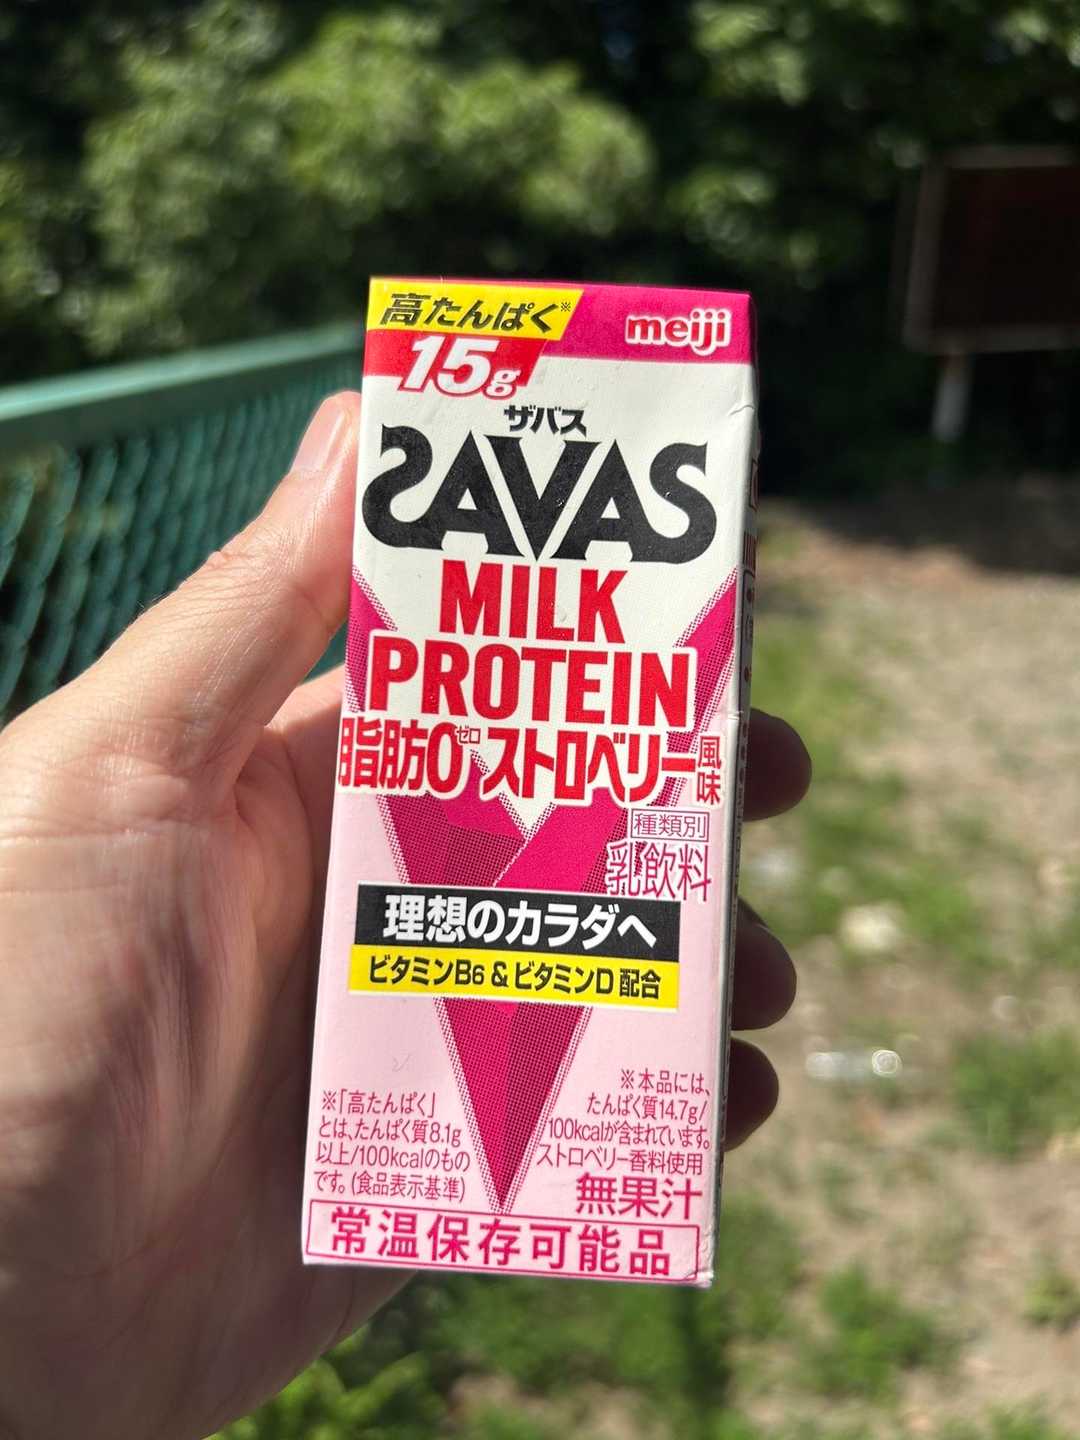 高たんぱく※
meiji
15g
ザバス
SAVAS
MILK
PROTEIN
脂肪0ゼロ ストロベリー風味
種類別
乳飲料
理想のカラダへ
ビタミンB6 & ビタミンD 配合
※「高たんぱく」
とは、たんぱく質8.1g
以上/100kcalのもの
です。(食品表示基準)
※本品には、
たんぱく質14.7g/
100kcalが含まれています。
ストロベリー香料使用
無果汁
常温保存可能品